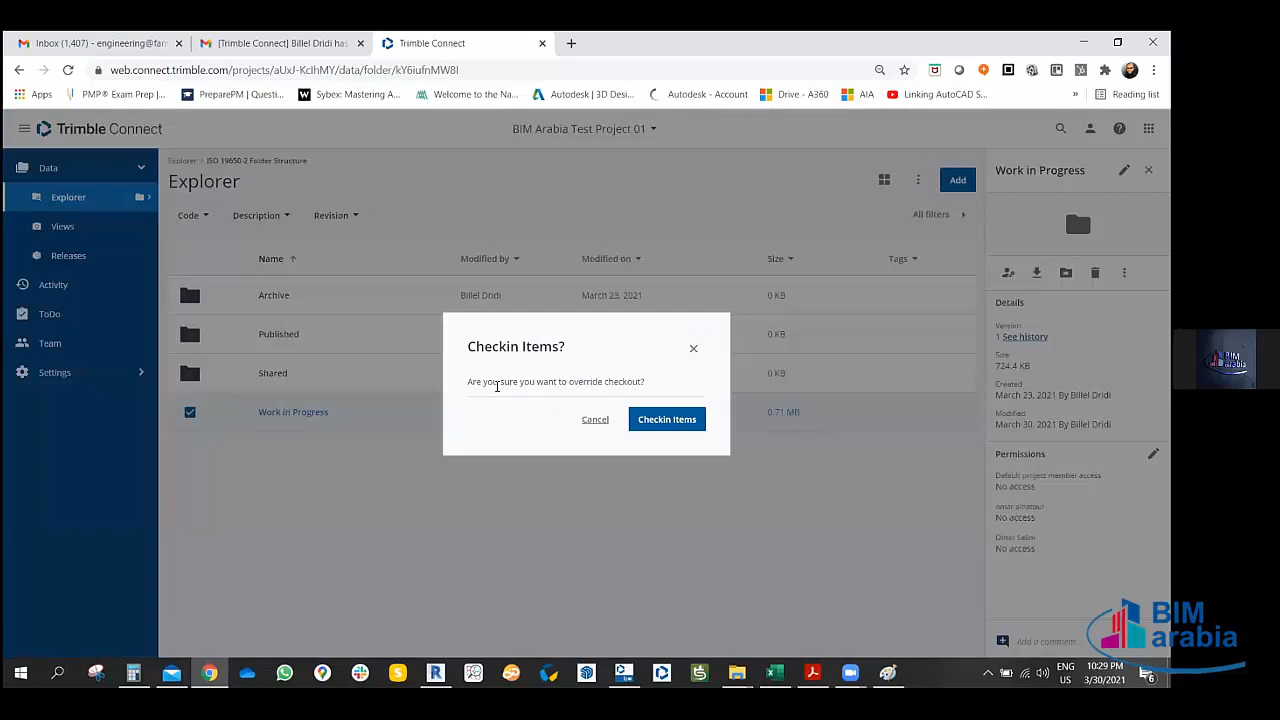 Inbox (1,407) - engineering@fam
[Trimble Connect] Billel Dridi has
Trimble Connect
web.connect.trimble.com/projects/aUxJ-KcIhMY/data/folder/kY6iufnMW8I
Apps
PMP® Exam Prep |...
PreparePM | Questi...
Sybex: Mastering A...
Welcome to the Na...
Autodesk | 3D Desi...
Autodesk - Account
Drive - A360
AIA
Linking AutoCAD S...
»
Reading list
Trimble Connect
BIM Arabia Test Project 01
Data
Explorer
Views
Releases
Activity
ToDo
Team
Settings
Explorer / ISO 19650-2 Folder Structure
Explorer
Add
Code
Description
Revision
All filters
Name
Modified by
Modified on
Size
Tags
Archive
Billel Dridi
March 23, 2021
0 KB
Published
0 KB
Shared
0 KB
Work in Progress
0.71 MB
Checkin Items?
Are you sure you want to override checkout?
Cancel
Checkin Items
Work in Progress
Details
Version
1 See history
Size
724.4 KB
Created
March 23, 2021 By Billel Dridi
Modified
March 30, 2021 By Billel Dridi
Permissions
Default project member access
No access
omar alnatour
No access
Omar Salim
No access
Add a comment
BIM
arabia
BIM
arabia
ENG
US
10:29 PM
3/30/2021
6